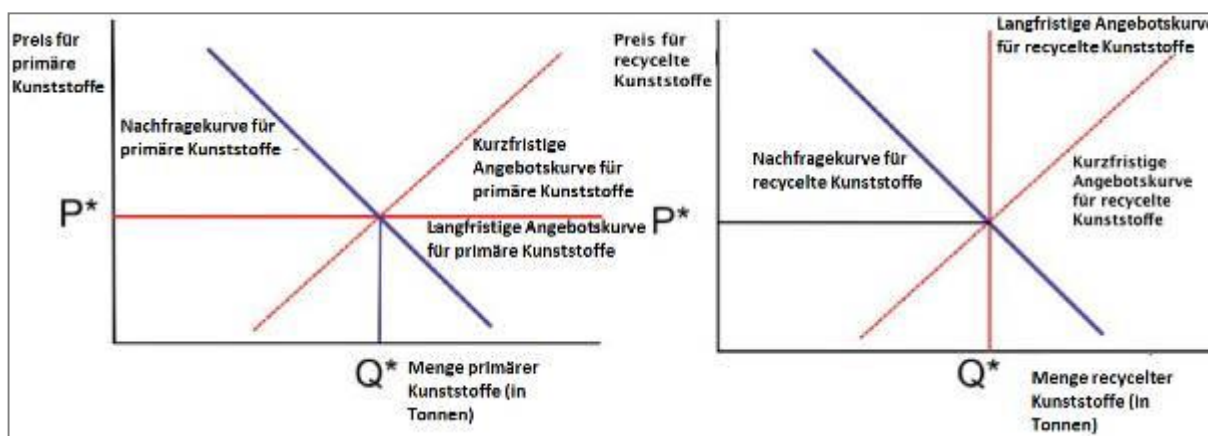 Preis für
primäre
Kunststoffe
Nachfragekurve für
primäre Kunststoffe
Kurzfristige
Angebotskurve für
primäre Kunststoffe
P*
Langfristige Angebotskurve
für primäre Kunststoffe
Q*
Menge primärer
Kunststoffe (in
Tonnen)
Preis für
recycelte
Kunststoffe
Langfristige Angebotskurve
für recycelte Kunststoffe
Nachfragekurve für
recycelte Kunststoffe
Kurzfristige
Angebotskurve
für recycelte
Kunststoffe
P*
Q*
Menge recycelter
Kunststoffe (in
Tonnen)